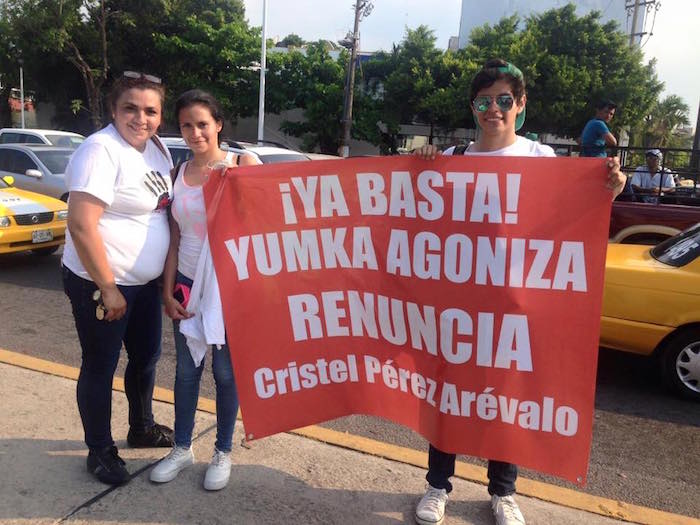 ¡YA BASTA!
YUMKA AGONIZA
RENUNCIA
Cristel Pérez Arévalo